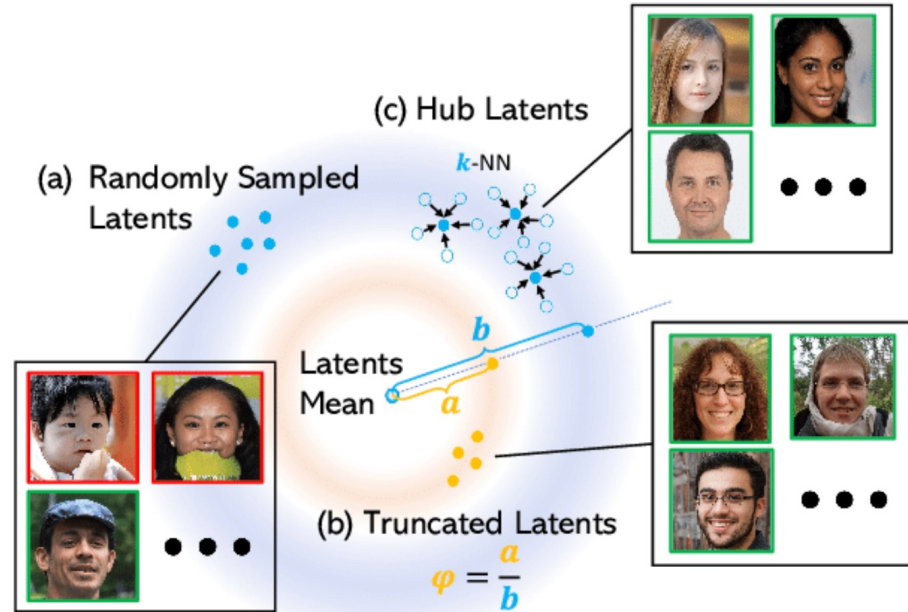 (c) Hub Latents
k-NN
(a) Randomly Sampled
Latents
b
Latents
Mean
a
(b) Truncated Latents
φ = a/b